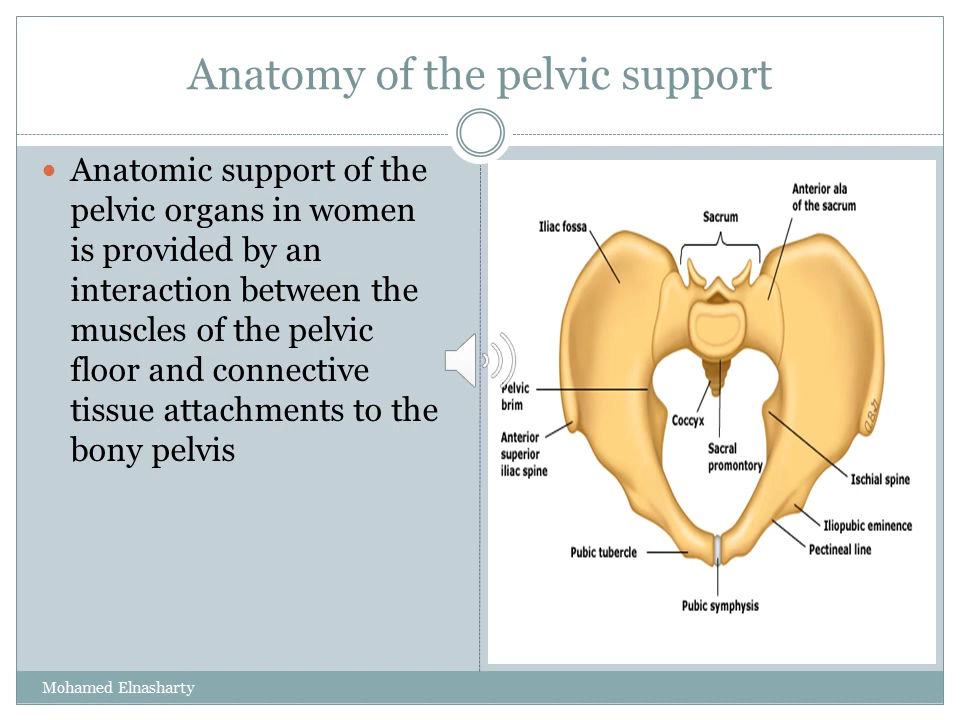 Anatomy of the pelvic support
Anatomic support of the
pelvic organs in women
is provided by an
interaction between the
muscles of the pelvic
floor and connective
tissue attachments to the
bony pelvis
Anterior ala
of the sacrum
Sacrum
Iliac fossa
Pelvic
brim
Coccyx
Anterior
superior
iliac spine
Sacral
promontory
Ischial spine
Iliopubic eminence
Pectineal line
Pubic tubercle
Pubic symphysis
Mohamed Elnasharty